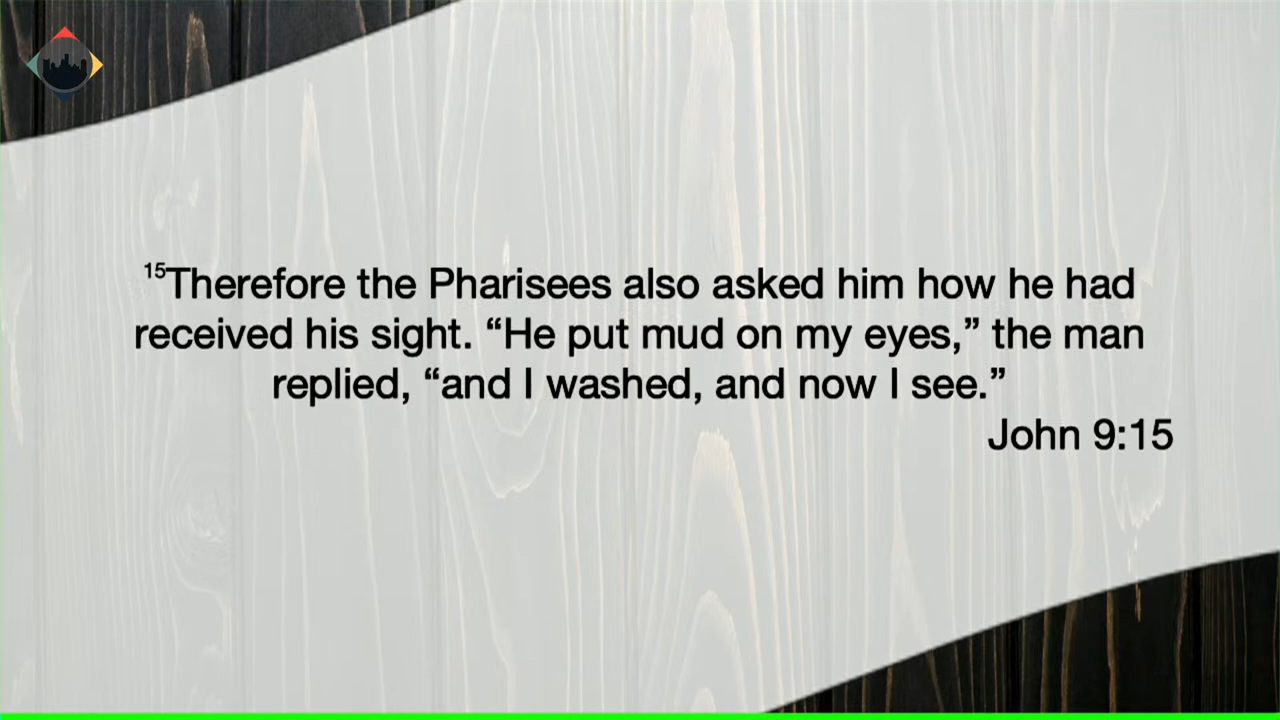 15Therefore the Pharisees also asked him how he had
received his sight. “He put mud on my eyes,” the man
replied, “and I washed, and now I see.”
John 9:15